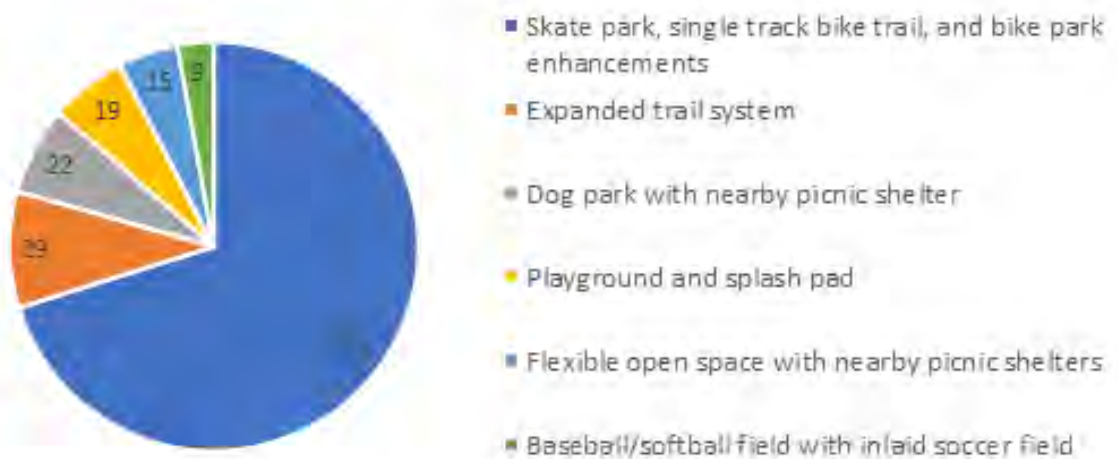 15
9
19
22
29
Skate park, single track bike trail, and bike park
enhancements
Expanded trail system
Dog park with nearby picnic shelter
Playground and splash pad
Flexible open space with nearby picnic shelters
Baseball/softball field with inlaid soccer field